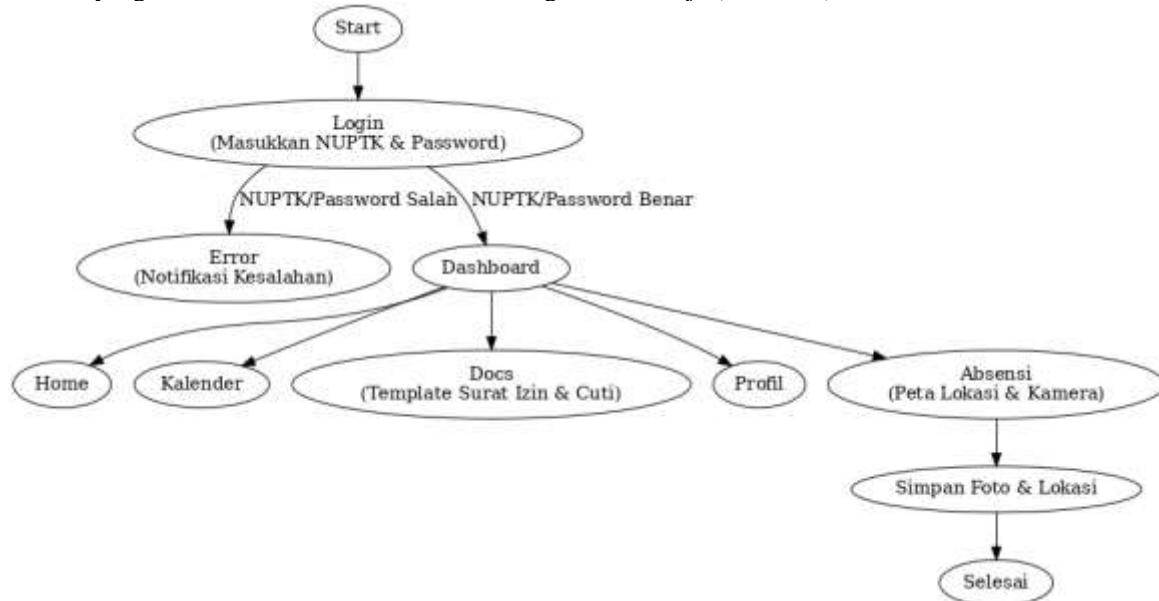 Start
Login
(Masukkan NUPTK & Password)
NUPTK/Password Salah
NUPTK/Password Benar
Error
(Notifikasi Kesalahan)
Dashboard
Home
Kalender
Docs
(Template Surat Izin & Cuti)
Profil
Absensi
(Peta Lokasi & Kamera)
Simpan Foto & Lokasi
Selesai